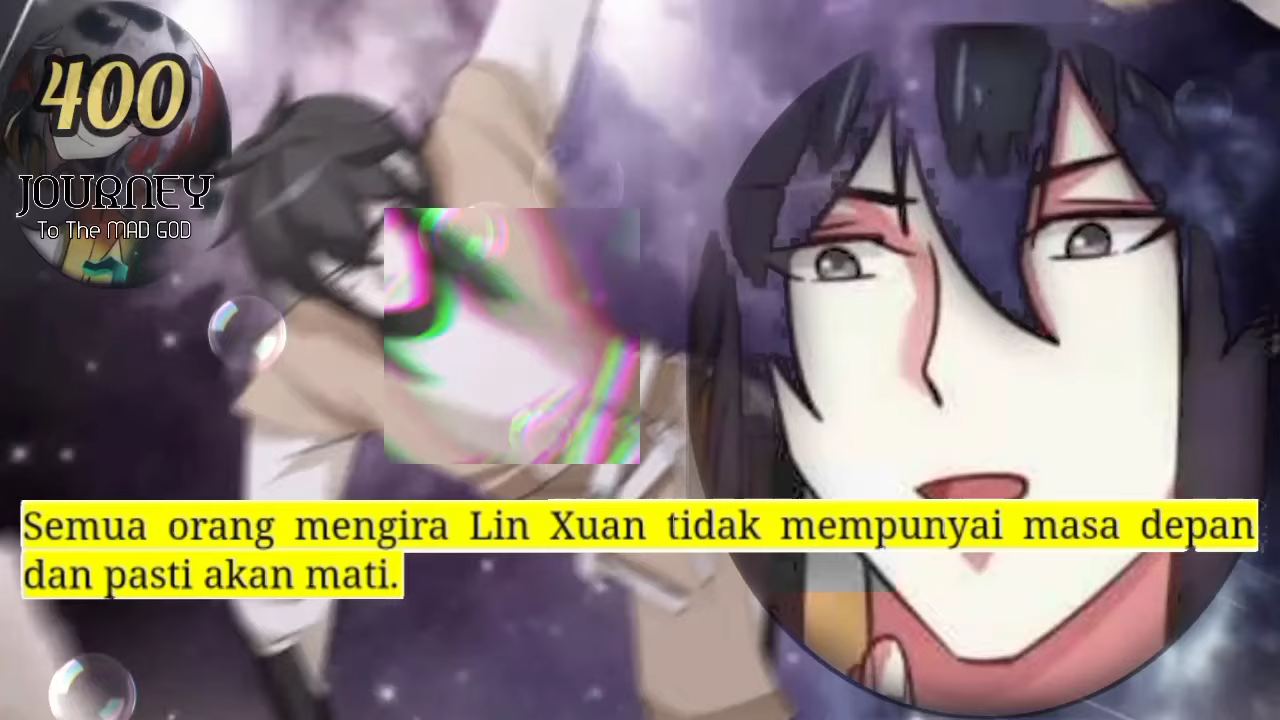 400
JOURNEY
To The MAD GOD
Semua orang mengira Lin Xuan tidak mempunyai masa depan
dan pasti akan mati.